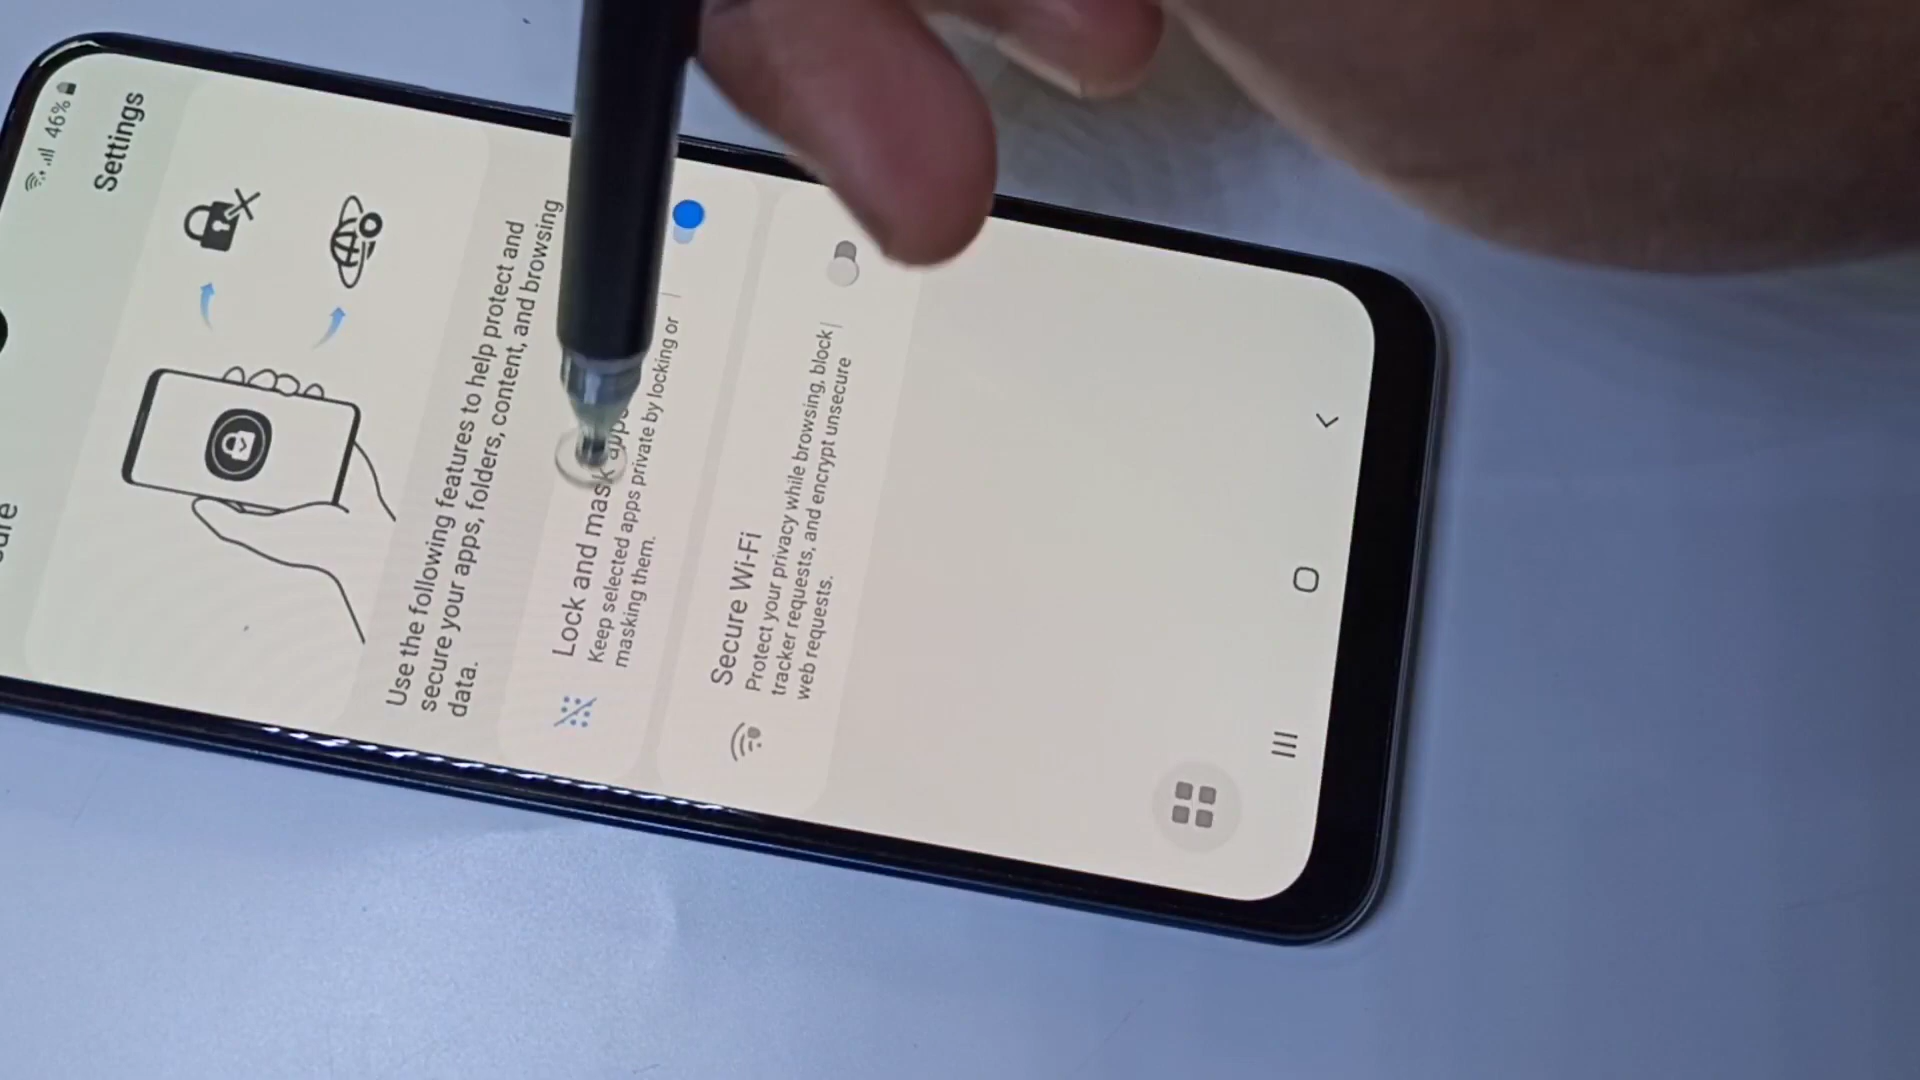 46%
Settings
Use the following features to help protect and
secure your apps, folders, content, and browsing
data.
Lock and mask apps
Keep selected apps private by locking or
masking them.
Secure Wi-Fi
Protect your privacy while browsing, block
tracker requests, and encrypt unsecure
web requests.